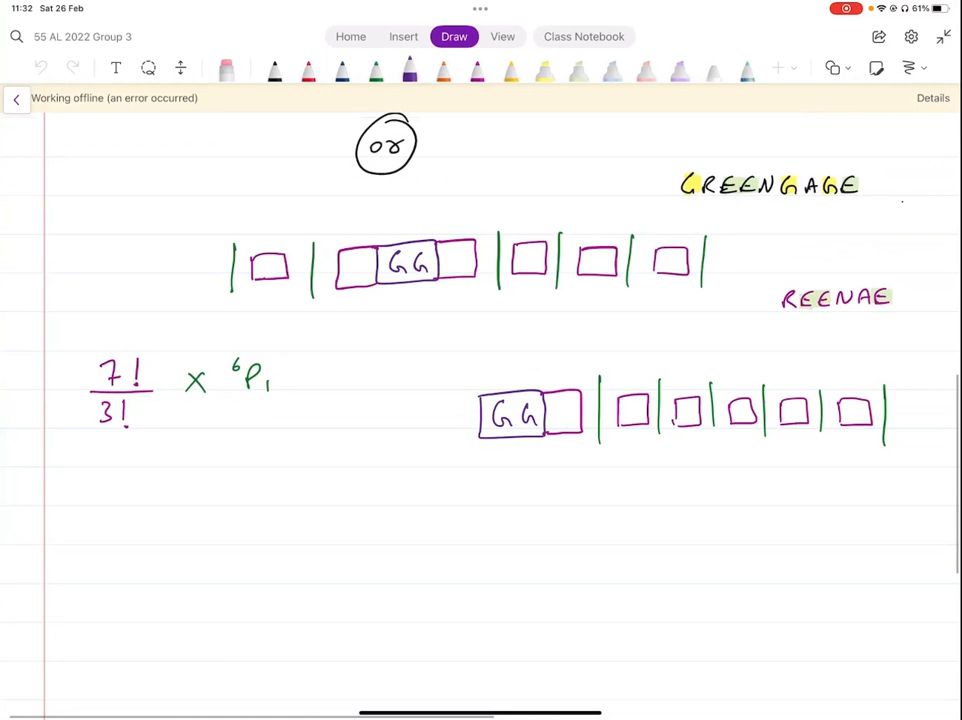 11:32 Sat 26 Feb
61%
55 AL 2022 Group 3
Home Insert Draw View Class Notebook
Working offline (an error occurred)
Details
or
GREENGAGE
GG
REENAE
7!
3!
x ⁶P₁
GG